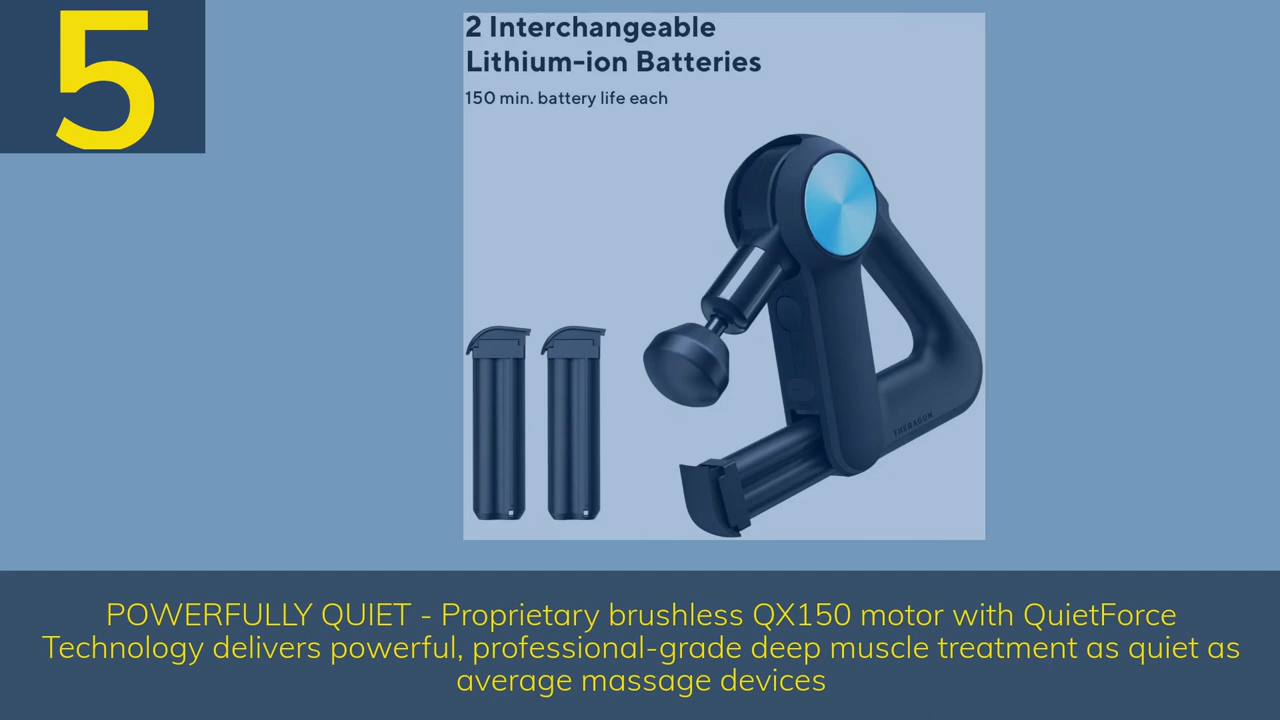 5
2 Interchangeable
Lithium-ion Batteries
150 min. battery life each
THERAGUN
POWERFULLY QUIET - Proprietary brushless QX150 motor with QuietForce
Technology delivers powerful, professional-grade deep muscle treatment as quiet as
average massage devices